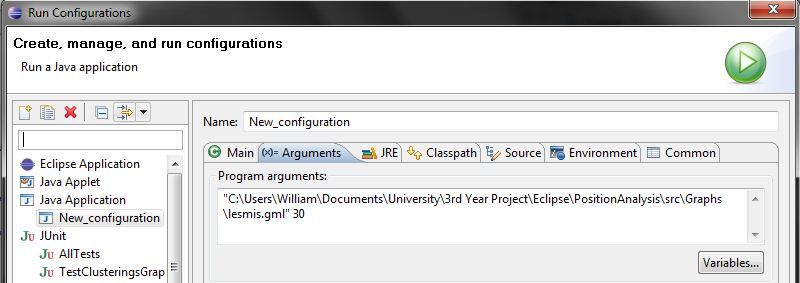 Run Configurations
Create, manage, and run configurations
Run a Java application
Name: New_configuration
Main (x)= Arguments JRE Classpath Source Environment Common
Eclipse Application
Java Applet
Java Application
New_configuration
JUnit
AllTests
TestClusteringsGrap
Program arguments:
"C:\Users\William\Documents\University\3rd Year Project\Eclipse\PositionAnalysis\src\Graphs
\lesmis.gml" 30
Variables...